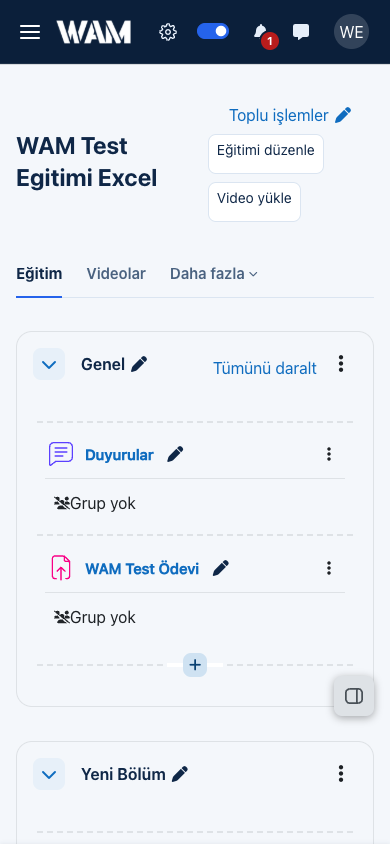 WAM
1
WE
Toplu işlemler
WAM Test
Egitimi Excel
Eğitimi düzenle
Video yükle
Eğitim
Videolar
Daha fazla
Genel
Tümünü daralt
Duyurular
Grup yok
WAM Test Ödevi
Grup yok
Yeni Bölüm